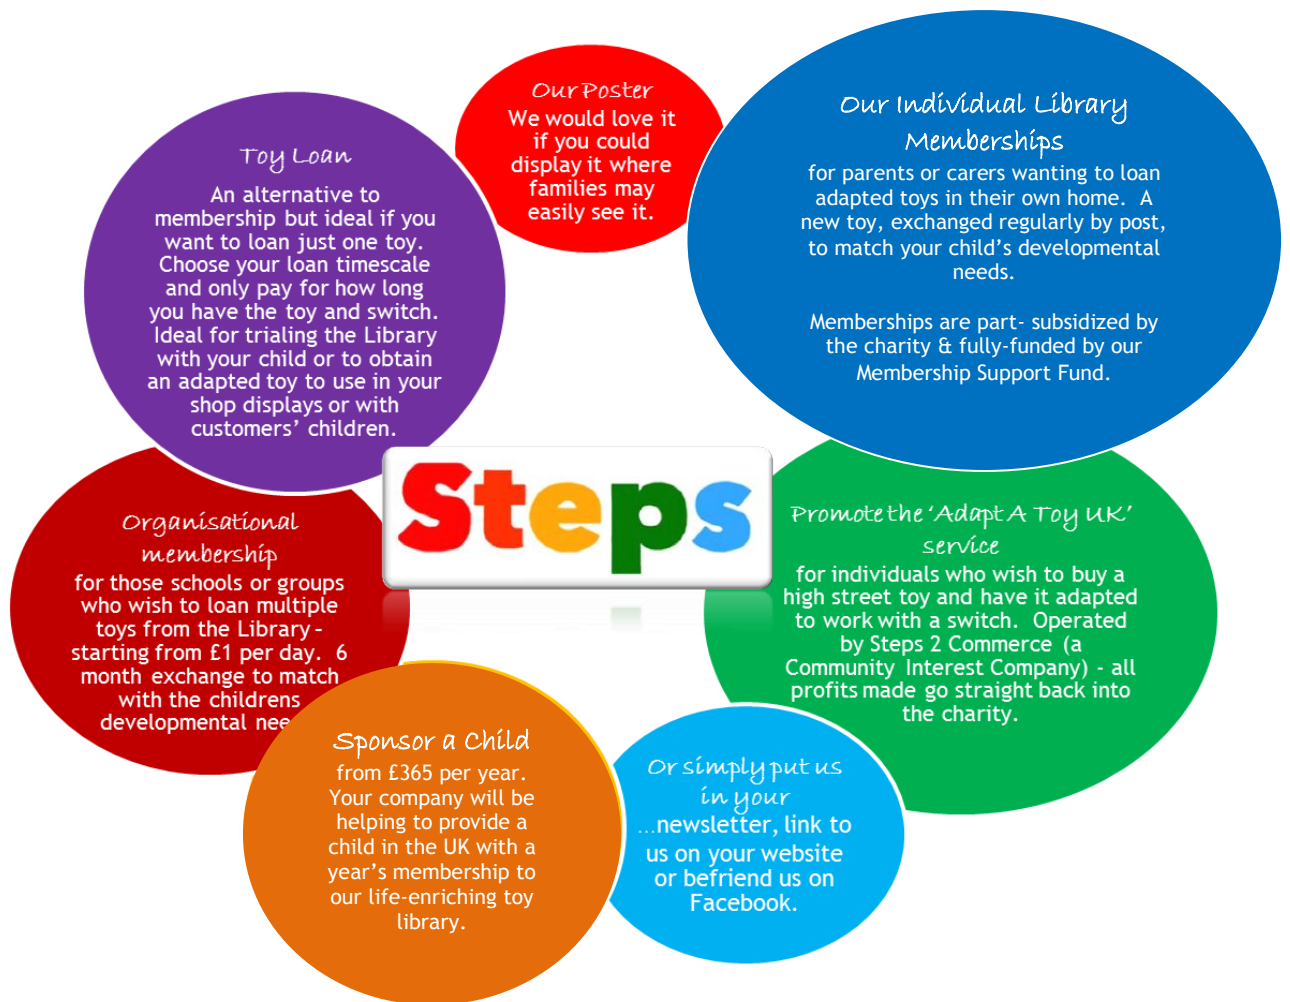 Our Poster
We would love it
if you could
display it where
families may
easily see it.
Our Individual Library
Memberships
for parents or carers wanting to loan
adapted toys in their own home.  A
new toy, exchanged regularly by post,
to match your child’s developmental
needs.
Memberships are part- subsidized by
the charity & fully-funded by our
Membership Support Fund.
Toy Loan
An alternative to
membership but ideal if you
want to loan just one toy.
Choose your loan timescale
and only pay for how long
you have the toy and switch.
Ideal for trialing the Library
with your child or to obtain
an adapted toy to use in your
shop displays or with
customers’ children.
Steps
Promote the ‘Adapt A Toy UK’
service
for individuals who wish to buy a
high street toy and have it adapted
to work with a switch.  Operated
by Steps 2 Commerce (a
Community Interest Company) - all
profits made go straight back into
the charity.
Organisational
membership
for those schools or groups
who wish to loan multiple
toys from the Library –
starting from £1 per day.  6
month exchange to match
with the childrens
developmental
Sponsor a Child
from £365 per year.
Your company will be
helping to provide a
child in the UK with a
year’s membership to
our life-enriching toy
library.
Or simply put us
in your
...newsletter, link to
us on your website
or befriend us on
Facebook.